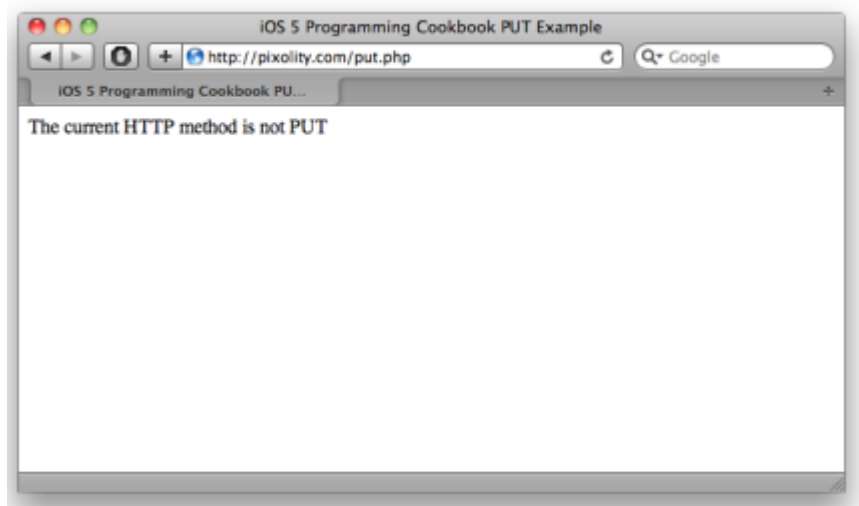 iOS 5 Programming Cookbook PUT Example
http://pixolity.com/put.php
Google
iOS 5 Programming Cookbook PU...
The current HTTP method is not PUT